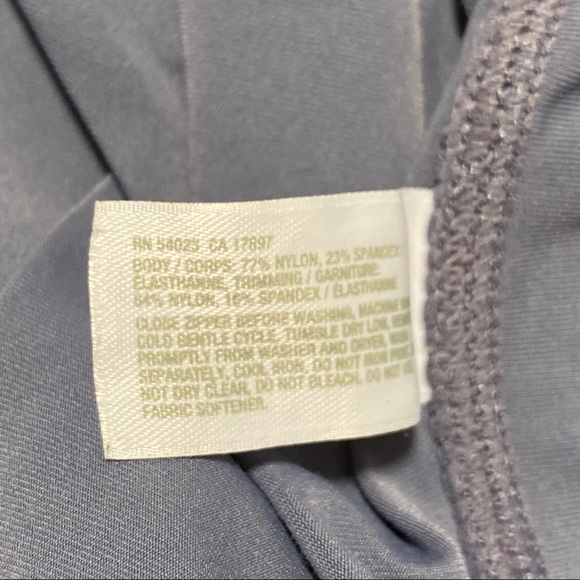 RN 54023 CA 17897
BODY / CORPS: 77% NYLON, 23% SPANDEX
ELASTHANNE, TRIMMING / GARNITURE:
84% NYLON, 16% SPANDEX / ELASTHANNE
CLOSE ZIPPER BEFORE WASHING, MACHINE
COLD GENTLE CYCLE, TUMBLE DRY LOW,
PROMPTLY FROM WASHER AND DRYER,
SEPARATELY, COOL IRON, DO NOT IRON
NOT DRY CLEAN, DO NOT BLEACH, DO NOT
FABRIC SOFTENER.